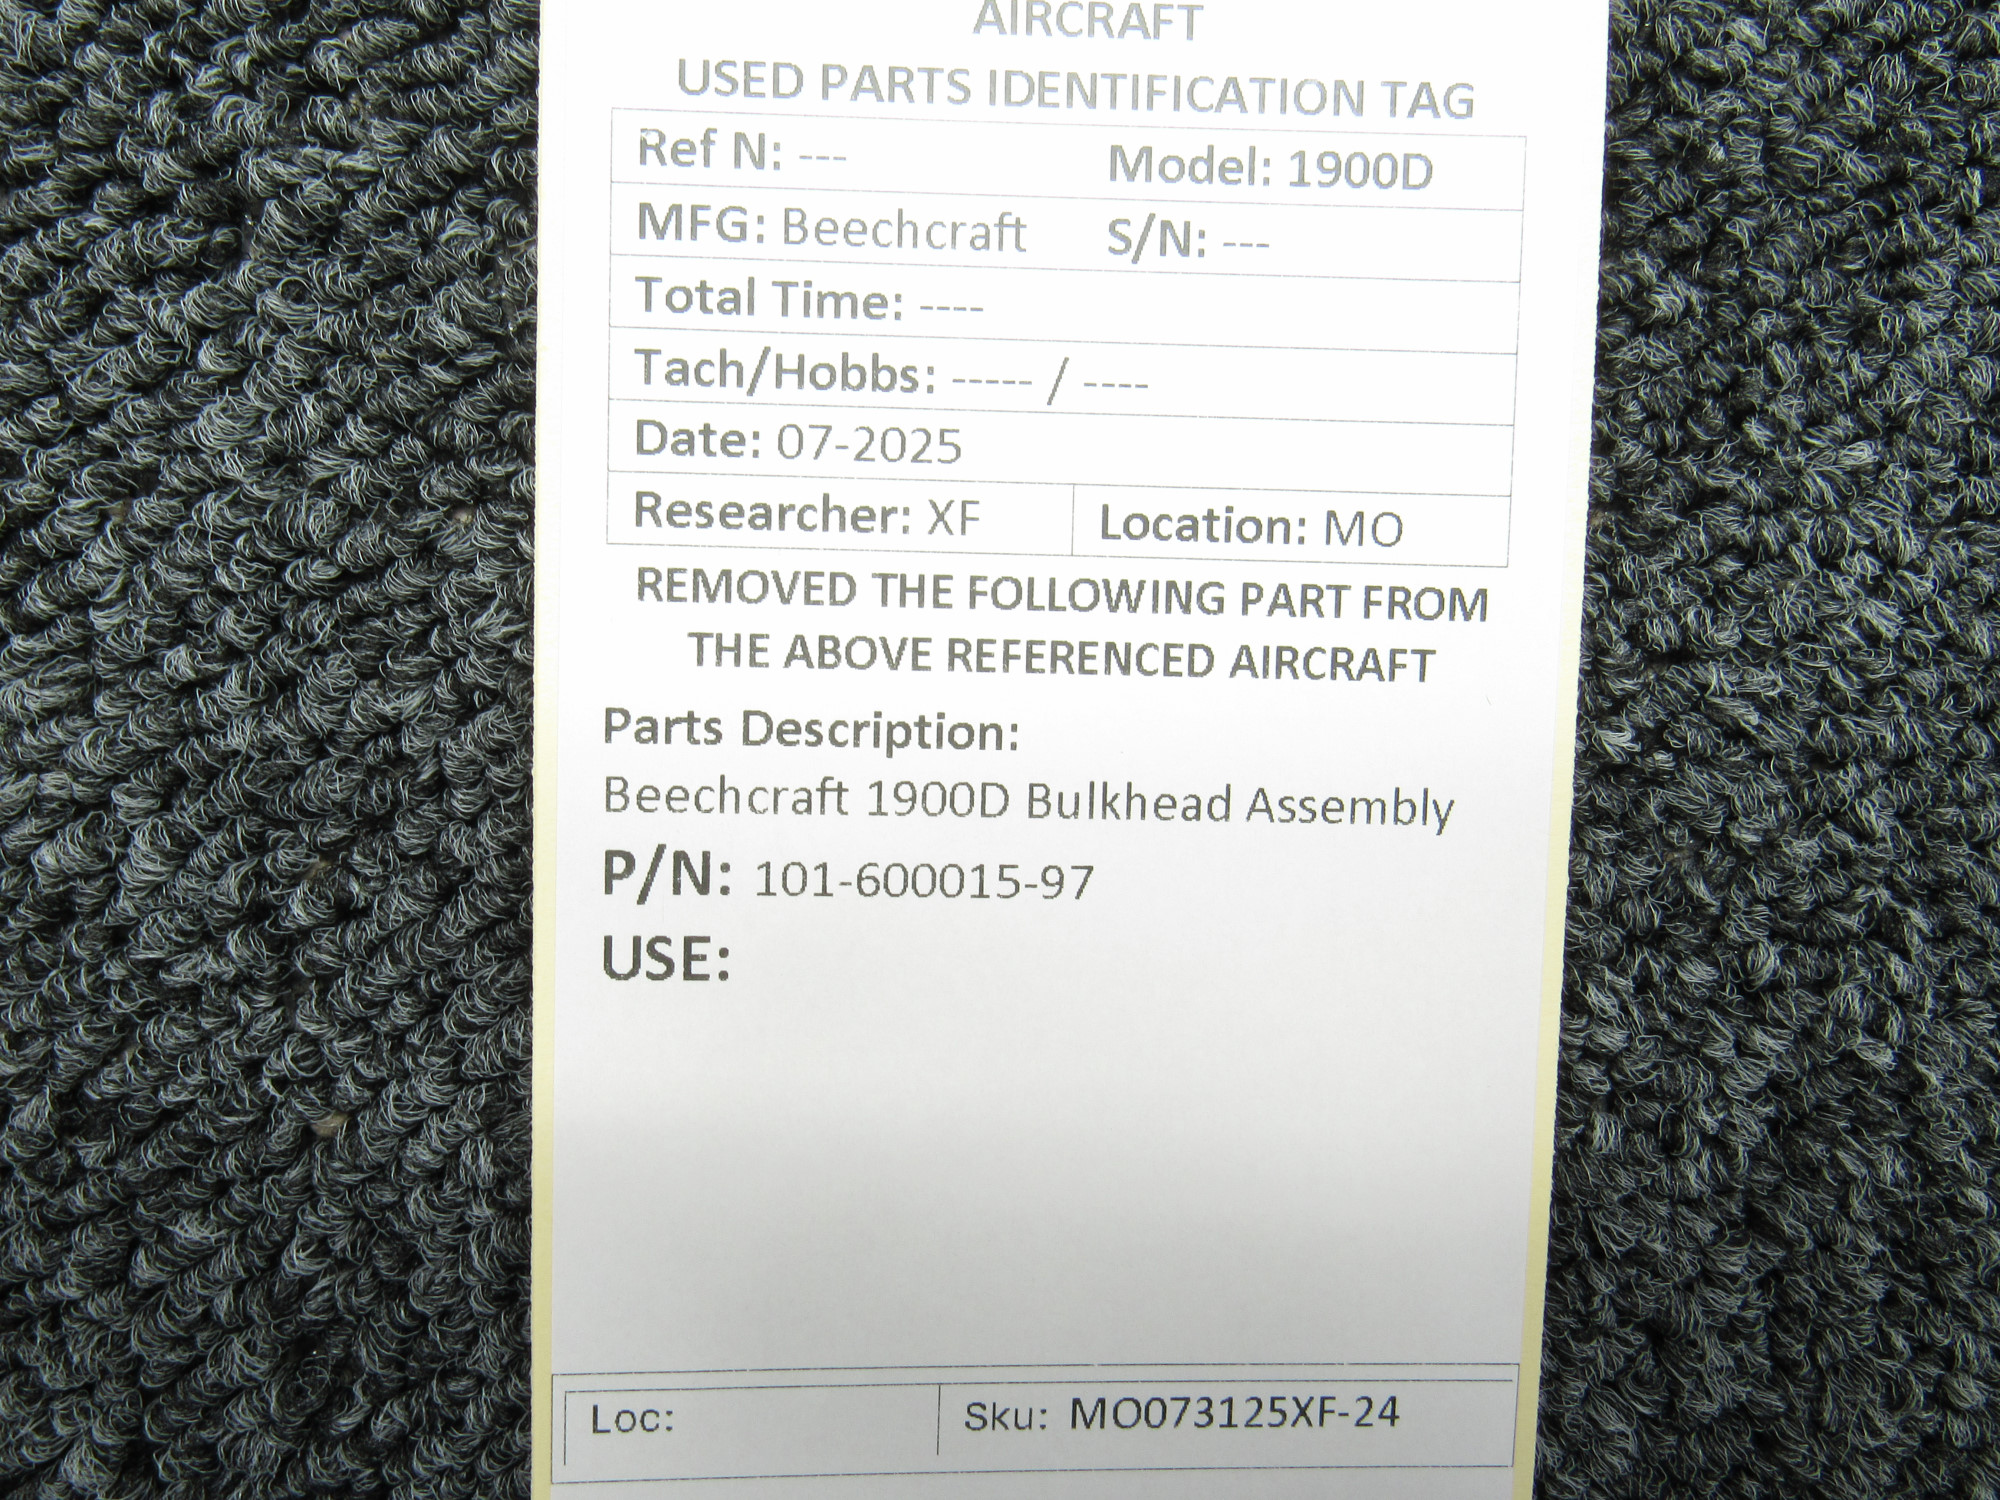 AIRCRAFT
USED PARTS IDENTIFICATION TAG
Ref N: --- Model: 1900D
MFG: Beechcraft S/N: ---
Total Time: ----
Tach/Hobbs: ----- / ----
Date: 07-2025
Researcher: XF Location: MO
REMOVED THE FOLLOWING PART FROM
THE ABOVE REFERENCED AIRCRAFT
Parts Description:
Beechcraft 1900D Bulkhead Assembly
P/N: 101-600015-97
USE:
Loc: Sku: MO073125XF-24